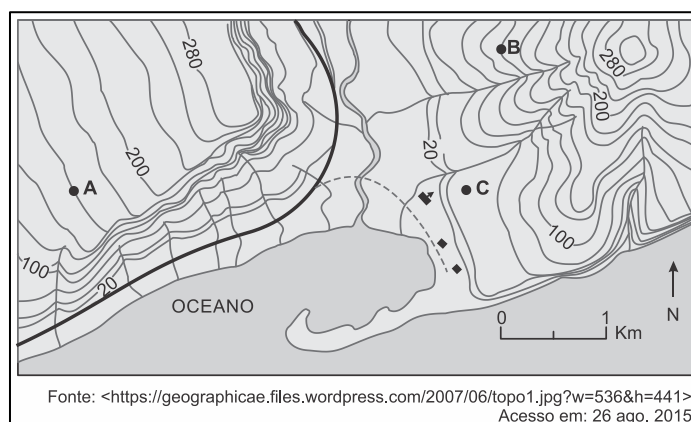 280
B
280
200
20
200
A
C
100
100
20
OCEANO
0 1
Km
N
Fonte: <https://geographicae.files.wordpress.com/2007/06/topo1.jpg?w=536&h=441>
Acesso em: 26 ago. 2015